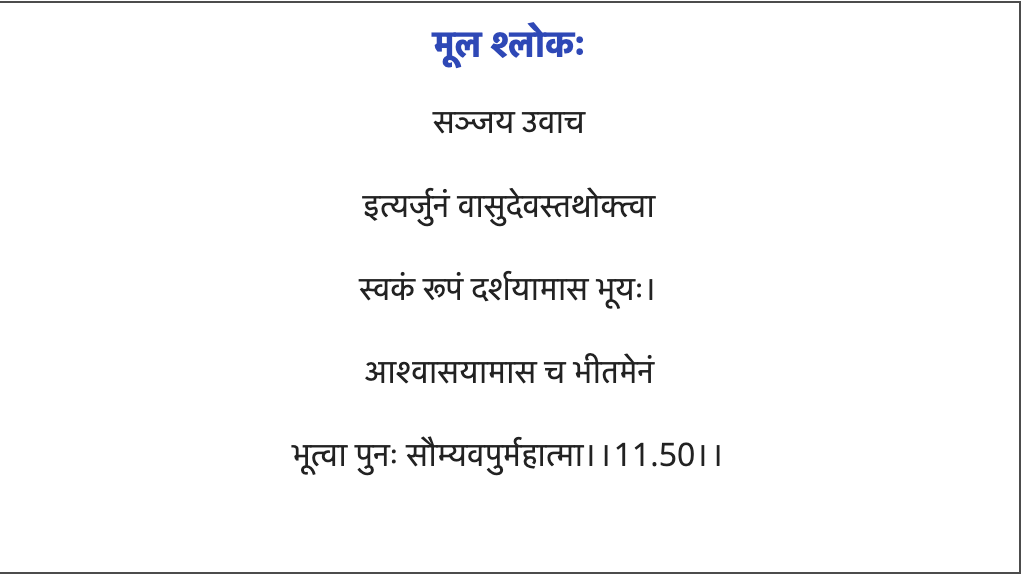 मूल श्लोकः
सञ्जय उवाच
इत्यर्जुनं वासुदेवस्तथोक्त्वा
स्वकं रूपं दर्शयामास भूयः।
आश्वासयामास च भीतमेनं
भूत्वा पुनः सौम्यवपुर्महात्मा।।11.50।।